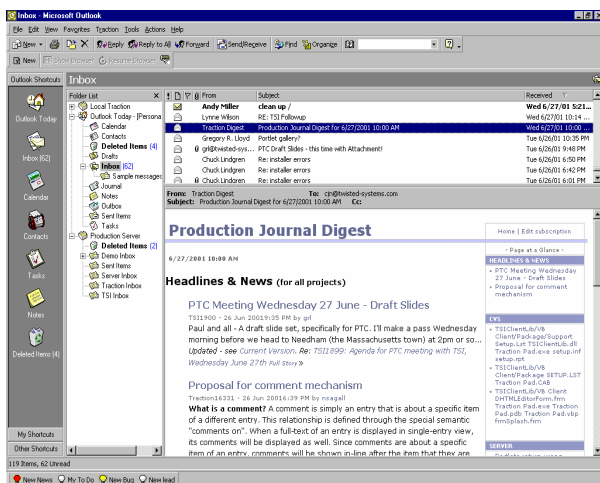 Inbox - Microsoft Outlook
File Edit View Favorites Traction Tools Actions Help
New Reply Reply to All Forward Send/Receive Find Organize
New Show Browser Resume Browser
Outlook Shortcuts Inbox
Outlook Today
Inbox (62)
Calendar
Contacts
Tasks
Notes
Deleted Items (4)
My Shortcuts
Other Shortcuts
Folder List
Local Traction
Outlook Today - [Persona
Calendar
Contacts
Deleted Items (4)
Drafts
Inbox (62)
Sample messages
Journal
Notes
Outbox
Sent Items
Tasks
Production Server
Deleted Items (2)
Demo Inbox
Sent Items
Server Inbox
Traction Inbox
TSI Inbox
From Subject Received
Andy Miller clean up / Wed 6/27/01 5:21...
Lynne Wilson RE: TSI Followup Wed 6/27/01 10:14 ...
Traction Digest Production Journal Digest for 6/27/2001 10:00 AM Wed 6/27/01 10:00 ...
Gregory R. Lloyd Portlet gallery? Tue 6/26/01 10:35 PM
grl@twisted-sys... PTC Draft Slides - this time with Attachment! Tue 6/26/01 9:48 PM
Chuck Lindgren Re: installer errors Tue 6/26/01 6:50 PM
Chuck Lindgren Re: installer errors Tue 6/26/01 6:42 PM
Chuck Lindgren Re: installer errors Tue 6/26/01 6:01 PM
From: Traction Digest To: cjn@twisted-systems.com
Subject: Production Journal Digest for 6/27/2001 10:00 AM Cc:
Production Journal Digest
6/27/2001 10:00 AM
Headlines & News (for all projects)
PTC Meeting Wednesday 27 June - Draft Slides
TSI1900 - 26 Jun 20019:35 PM by grl
Paul and all - A draft slide set, specifically for PTC. I'll make a pass Wednesday
morning before we head to Needham (the Massachusetts town) at 2pm or so...
Updated - see Current Version. Re: TSI1899: Agenda for PTC meeting with TSI,
Wednesday June 27th Full Story »
Proposal for comment mechanism
Traction16331 - 26 Jun 20016:39 PM by nsagall
What is a comment? A comment is simply an entry that is about a specific item
of a different entry. This relationship is defined through the special semantic
"comments on". When a full-text of an entry is displayed in single-entry view,
its comments will be displayed as well. Since comments are about a specific
item of an entry, comments will be shown in-line after the item that they are
Home | Edit subscription
- Page at a Glance -
HEADLINES & NEWS
PTC Meeting Wednesday
27 June - Draft Slides
Proposal for comment
mechanism
CVS
TSIClientLib/VB
Client/Package/Support
Setup.Lst TSIClientLib.dll
Traction Pad.exe setup.inf
setup.rpt
TSIClientLib/VB
Client/Package SETUP.LST
Traction Pad.CAB
TSIClientLib/VB Client
DHTMLEditorForm.frm
Traction Pad.exe Traction
Pad.pdb Traction Pad.vbp
frmSplash.frm
SERVER
119 Items, 62 Unread
New News My To Do New Bug New lead